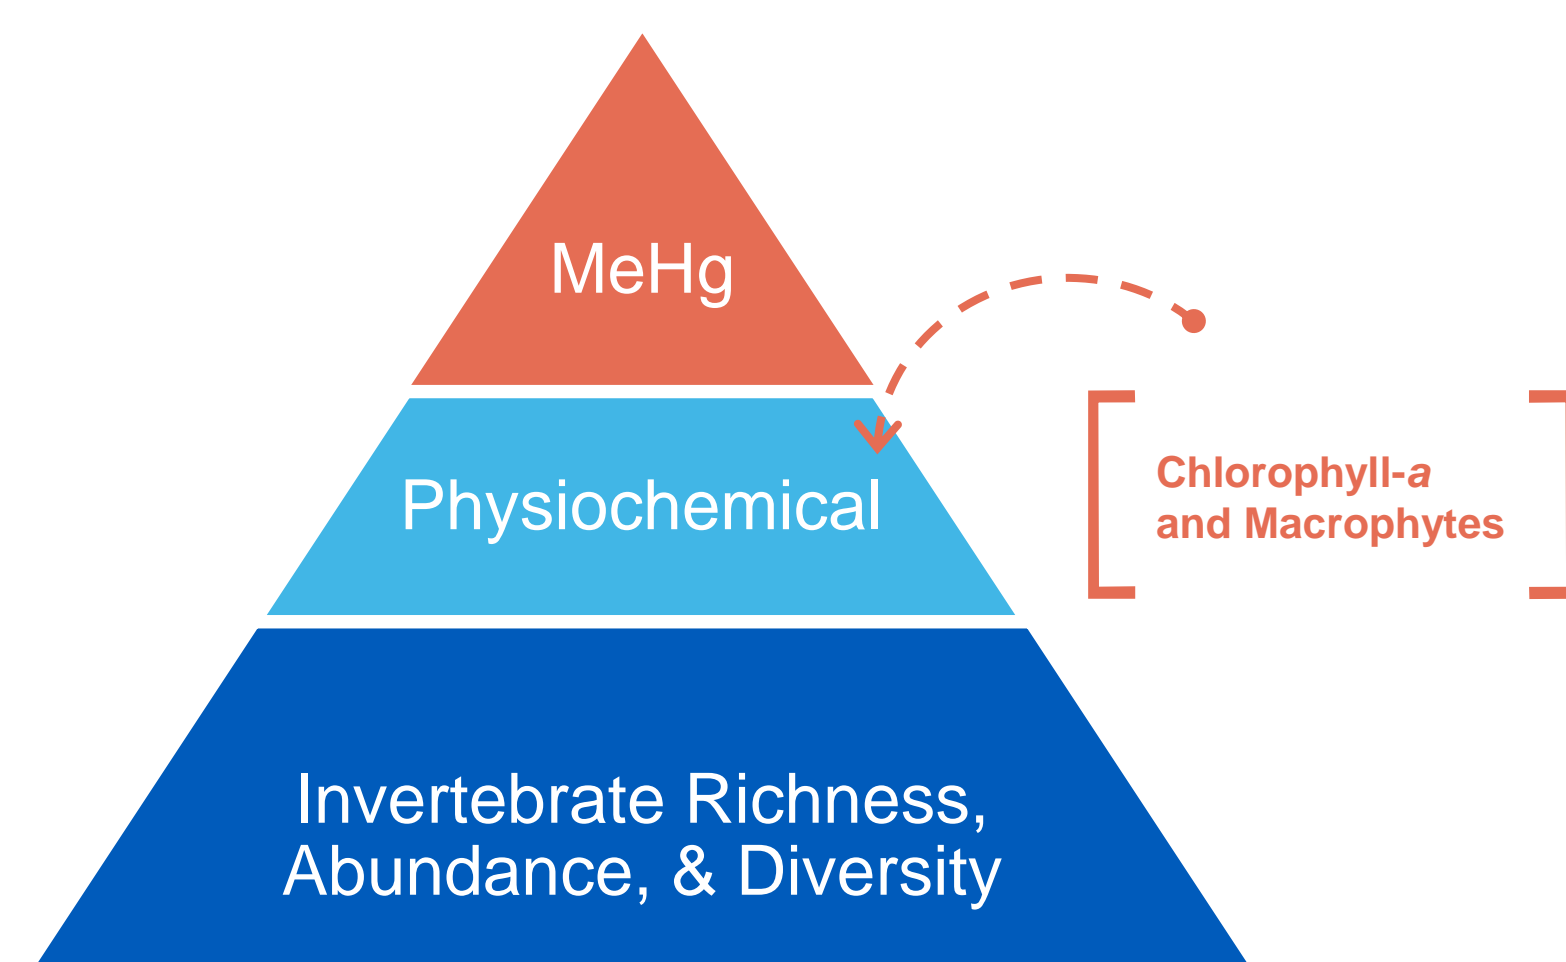 MeHg
Physiochemical
Chlorophyll-a
and Macrophytes
Invertebrate Richness,
Abundance, & Diversity